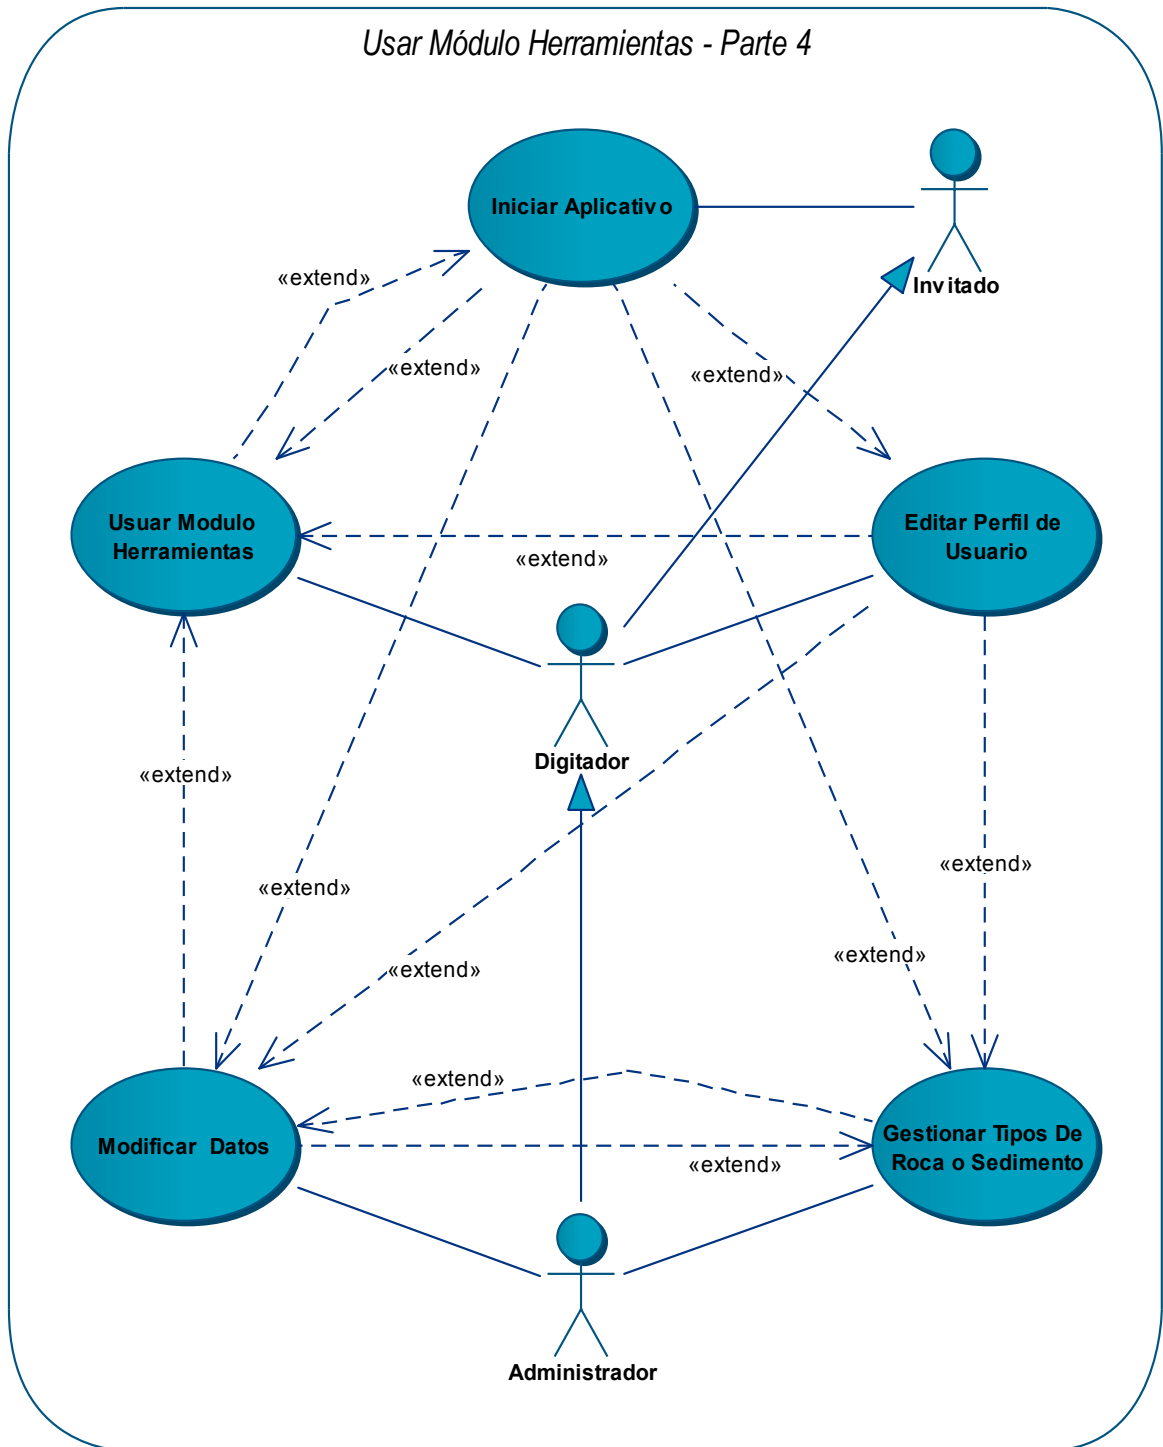 Usar Módulo Herramientas - Parte 4
Iniciar Aplicativo
Invitado
«extend»
«extend»
«extend»
Usuar Modulo
Herramientas
Editar Perfil de
Usuario
«extend»
Digitador
«extend»
«extend»
«extend»
«extend»
«extend»
«extend»
Modificar Datos
Gestionar Tipos De
Roca o Sedimento
«extend»
Administrador